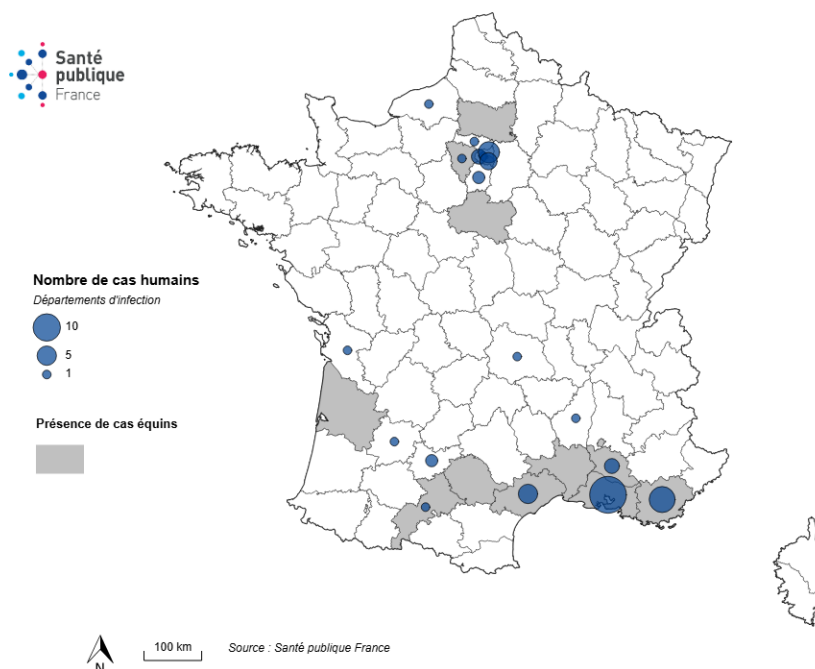 Santé
publique
France
Nombre de cas humains
Départements d'infection
10
5
1
Présence de cas équins
N
100 km
Source : Santé publique France